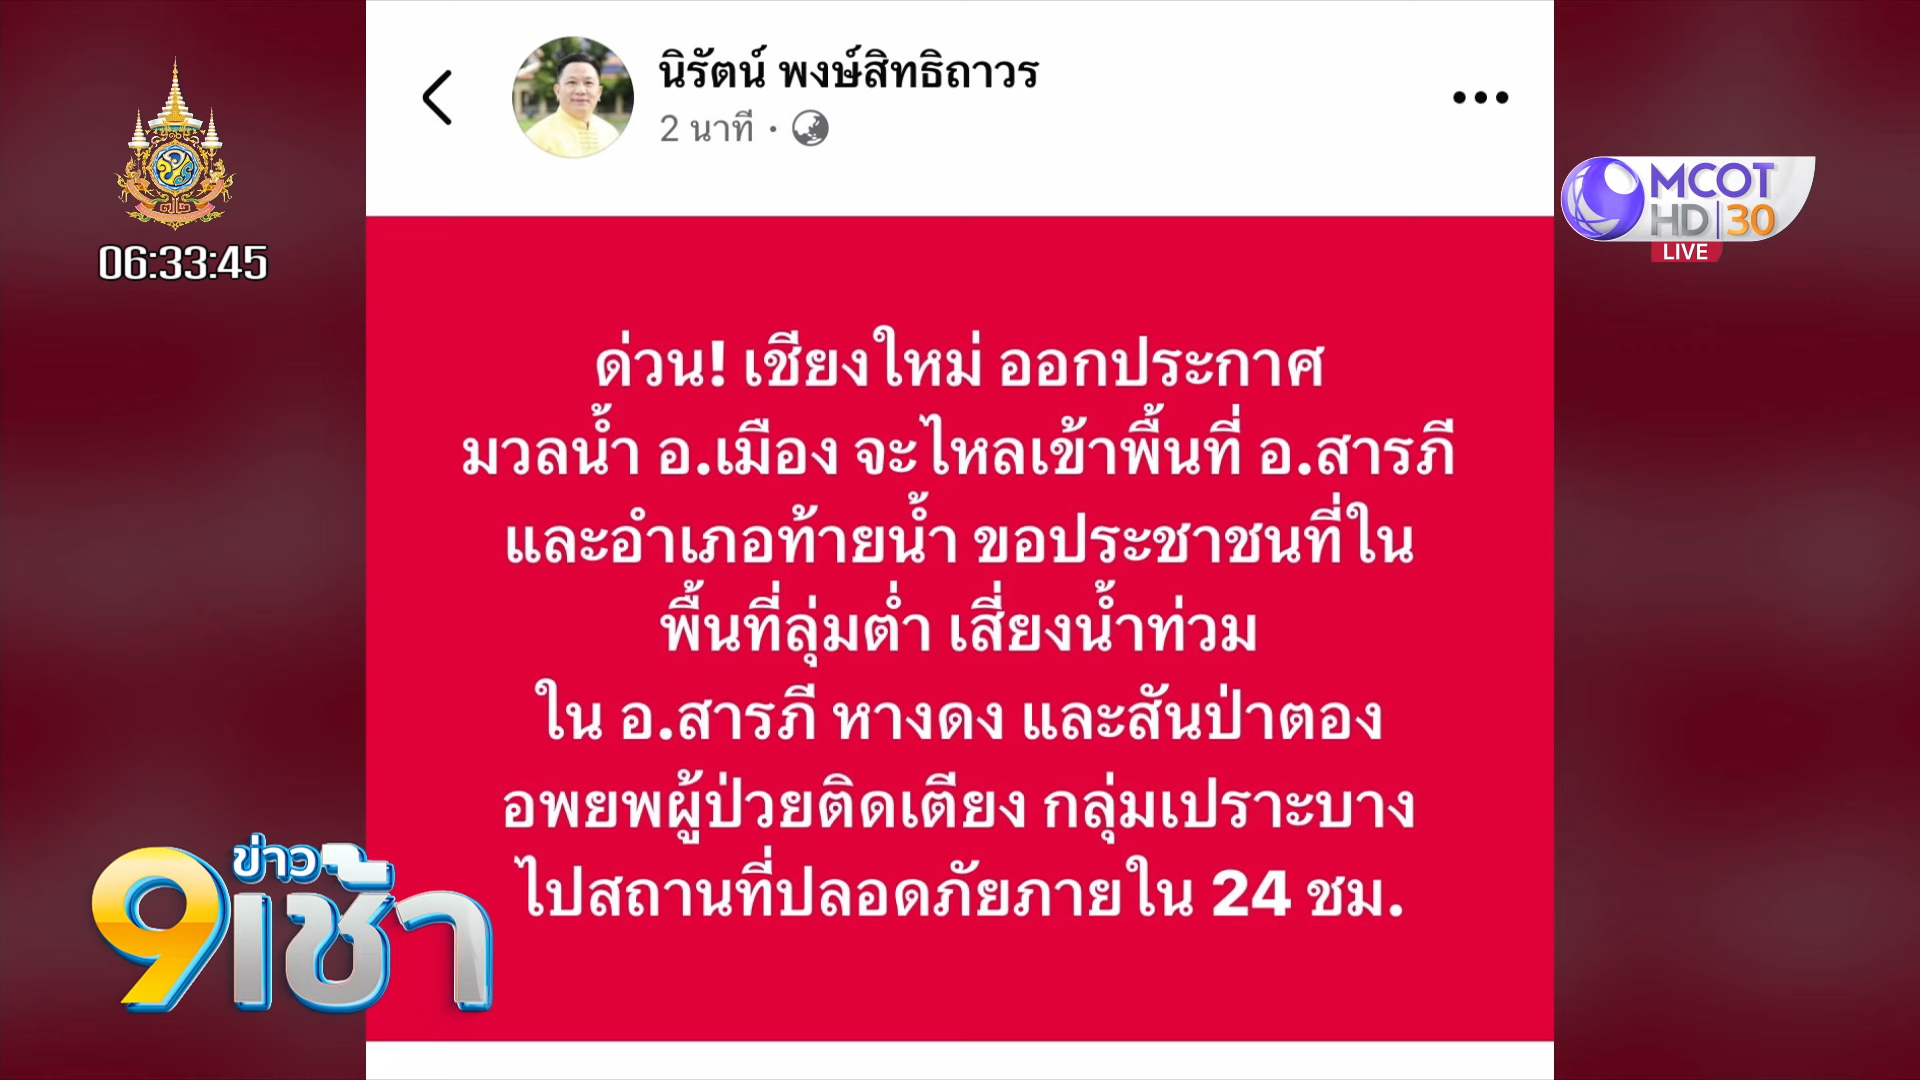 นิรัตน์ พงษ์สิทธิถาวร
2 นาที ·
06:33:45
MCOT
HD 30
LIVE
ด่วน! เชียงใหม่ ออกประกาศ
มวลน้ำ อ.เมือง จะไหลเข้าพื้นที่ อ.สารภี
และอำเภอท้ายน้ำ ขอประชาชนที่ใน
พื้นที่ลุ่มต่ำ เสี่ยงน้ำท่วม
ใน อ.สารภี หางดง และสันป่าตอง
อพยพผู้ป่วยติดเตียง กลุ่มเปราะบาง
ไปสถานที่ปลอดภัยภายใน 24 ชม.
ข่าว
9เช้า